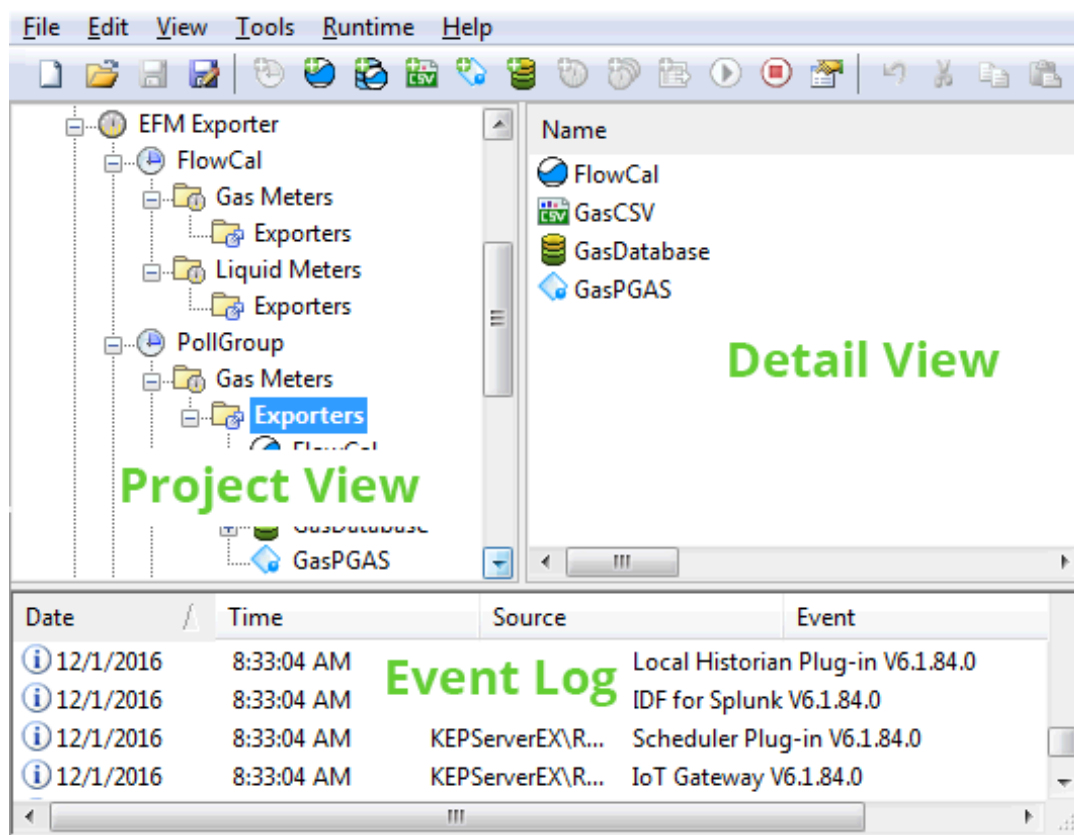 File Edit View Tools Runtime Help
EFM Exporter
FlowCal
Gas Meters
Exporters
Liquid Meters
Exporters
PollGroup
Gas Meters
Exporters
FlowCal
Project View
GasDatabase
GasPGAS
Name
FlowCal
GasCSV
GasDatabase
GasPGAS
Detail View
Date Time Source Event
12/1/2016 8:33:04 AM Local Historian Plug-in V6.1.84.0
Event Log
12/1/2016 8:33:04 AM IDF for Splunk V6.1.84.0
12/1/2016 8:33:04 AM KEPServerEX\R... Scheduler Plug-in V6.1.84.0
12/1/2016 8:33:04 AM KEPServerEX\R... IoT Gateway V6.1.84.0